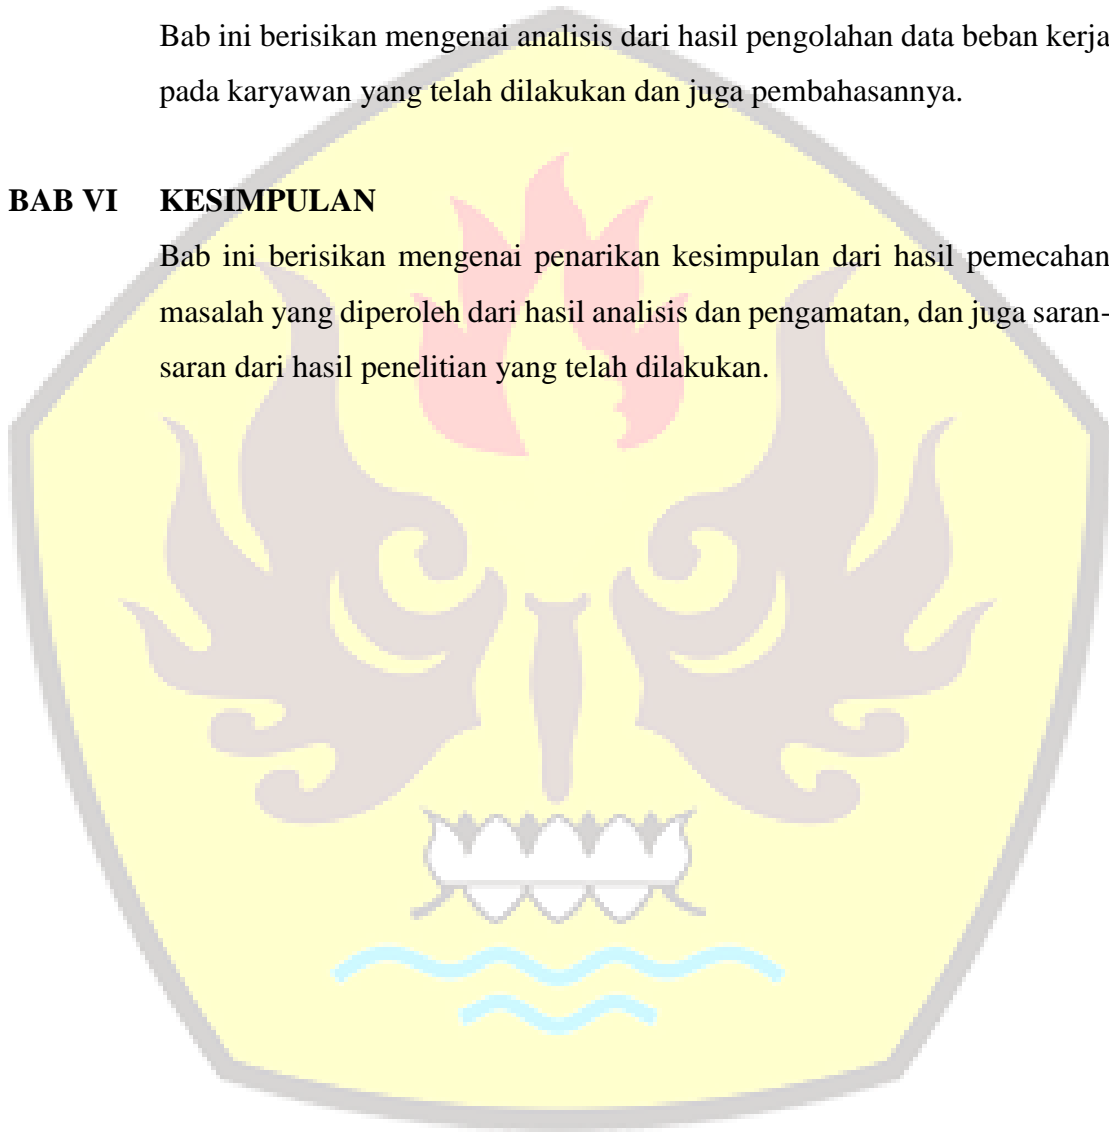 Bab ini berisikan mengenai analisis dari hasil pengolahan data beban kerja
pada karyawan yang telah dilakukan dan juga pembahasannya.
BAB VI KESIMPULAN
Bab ini berisikan mengenai penarikan kesimpulan dari hasil pemecahan
masalah yang diperoleh dari hasil analisis dan pengamatan, dan juga saran-
saran dari hasil penelitian yang telah dilakukan.